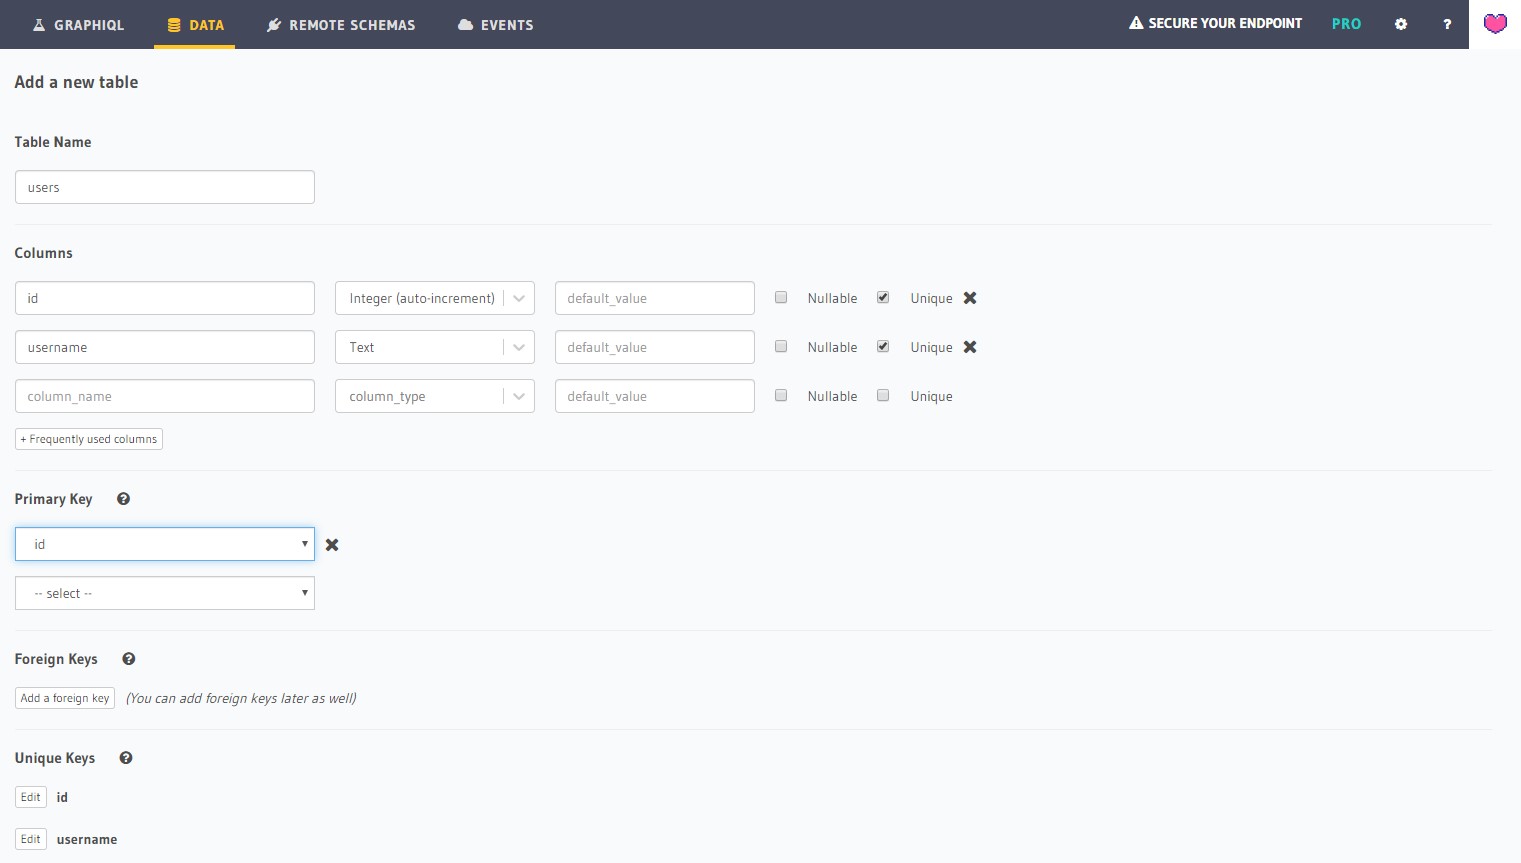 GRAPHIQL DATA REMOTE SCHEMAS EVENTS SECURE YOUR ENDPOINT PRO ?
Add a new table
Table Name
users
Columns
id Integer (auto-increment) default_value Nullable Unique
username Text default_value Nullable Unique
column_name column_type default_value Nullable Unique
+ Frequently used columns
Primary Key ?
id
-- select --
Foreign Keys ?
Add a foreign key (You can add foreign keys later as well)
Unique Keys ?
Edit id
Edit username